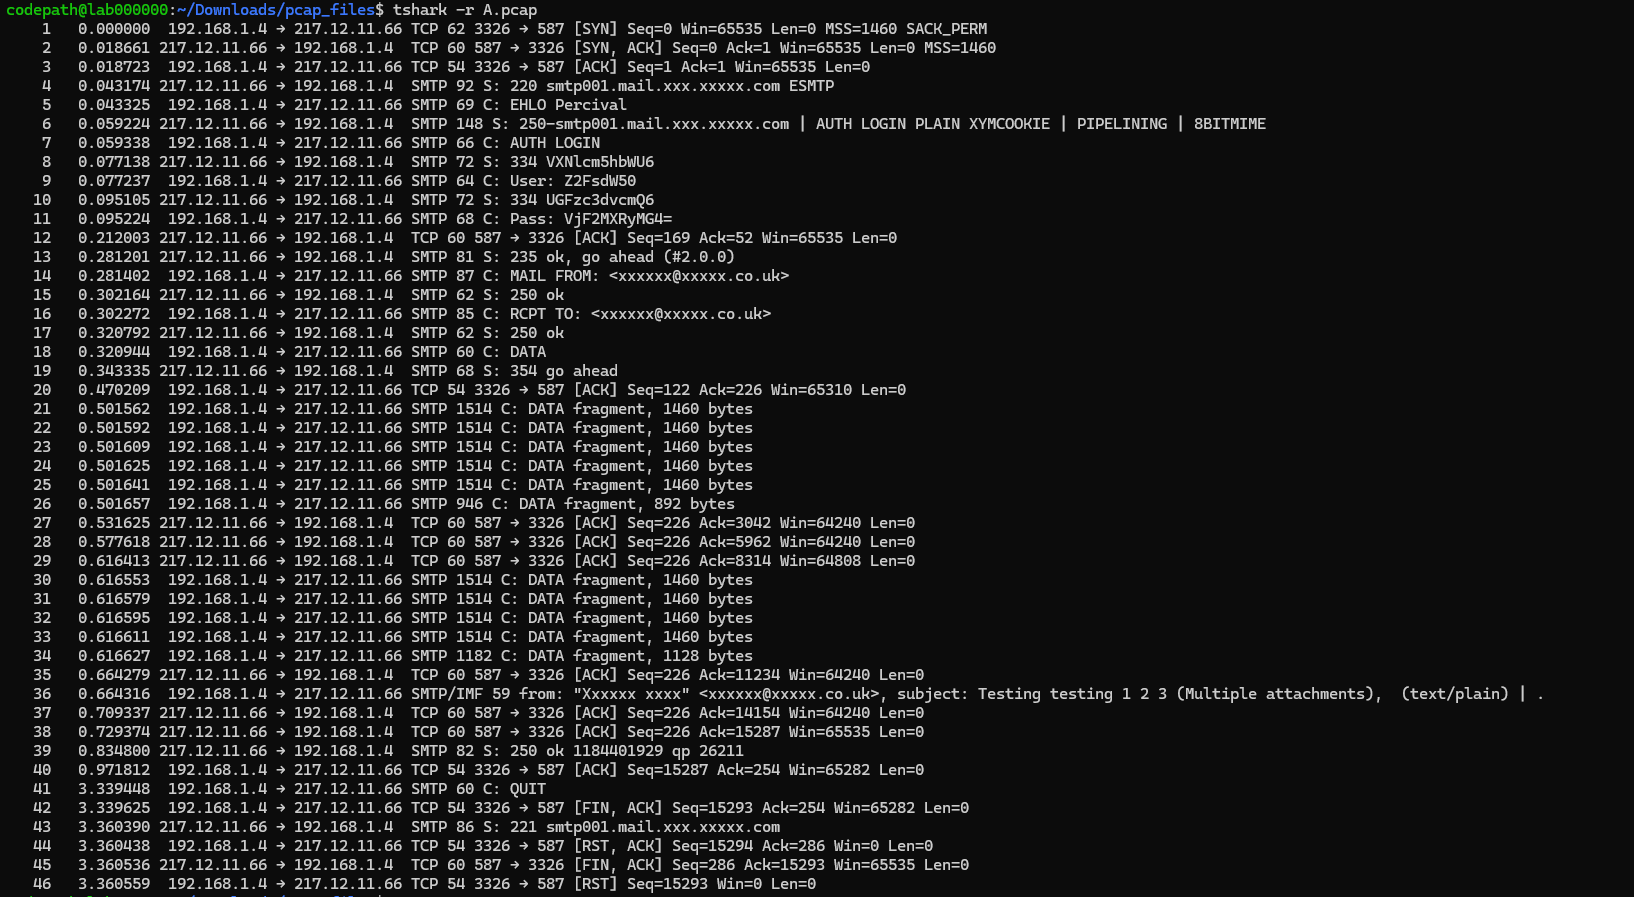 codepath@lab000000:~/Downloads/pcap_files$ tshark -r A.pcap
1 0.000000 192.168.1.4 → 217.12.11.66 TCP 62 3326 → 587 [SYN] Seq=0 Win=65535 Len=0 MSS=1460 SACK_PERM
2 0.018661 217.12.11.66 → 192.168.1.4 TCP 60 587 → 3326 [SYN, ACK] Seq=0 Ack=1 Win=65535 Len=0 MSS=1460
3 0.018723 192.168.1.4 → 217.12.11.66 TCP 54 3326 → 587 [ACK] Seq=1 Ack=1 Win=65535 Len=0
4 0.043174 217.12.11.66 → 192.168.1.4 SMTP 92 S: 220 smtp001.mail.xxx.xxxxx.com ESMTP
5 0.043325 192.168.1.4 → 217.12.11.66 SMTP 69 C: EHLO Percival
6 0.059224 217.12.11.66 → 192.168.1.4 SMTP 148 S: 250-smtp001.mail.xxx.xxxxx.com | AUTH LOGIN PLAIN XYMCOOKIE | PIPELINING | 8BITMIME
7 0.059338 192.168.1.4 → 217.12.11.66 SMTP 66 C: AUTH LOGIN
8 0.077138 217.12.11.66 → 192.168.1.4 SMTP 72 S: 334 VXNlcm5hbWU6
9 0.077237 192.168.1.4 → 217.12.11.66 SMTP 64 C: User: Z2FsdW50
10 0.095105 217.12.11.66 → 192.168.1.4 SMTP 72 S: 334 UGFzc3dvcmQ6
11 0.095224 192.168.1.4 → 217.12.11.66 SMTP 68 C: Pass: VjF2MXRyMG4=
12 0.212003 217.12.11.66 → 192.168.1.4 TCP 60 587 → 3326 [ACK] Seq=169 Ack=52 Win=65535 Len=0
13 0.281201 217.12.11.66 → 192.168.1.4 SMTP 81 S: 235 ok, go ahead (#2.0.0)
14 0.281402 192.168.1.4 → 217.12.11.66 SMTP 87 C: MAIL FROM: <xxxxxx@xxxxx.co.uk>
15 0.302164 217.12.11.66 → 192.168.1.4 SMTP 62 S: 250 ok
16 0.302272 192.168.1.4 → 217.12.11.66 SMTP 85 C: RCPT TO: <xxxxxx@xxxxx.co.uk>
17 0.320792 217.12.11.66 → 192.168.1.4 SMTP 62 S: 250 ok
18 0.320944 192.168.1.4 → 217.12.11.66 SMTP 60 C: DATA
19 0.343335 217.12.11.66 → 192.168.1.4 SMTP 68 S: 354 go ahead
20 0.470209 192.168.1.4 → 217.12.11.66 TCP 54 3326 → 587 [ACK] Seq=122 Ack=226 Win=65310 Len=0
21 0.501562 192.168.1.4 → 217.12.11.66 SMTP 1514 C: DATA fragment, 1460 bytes
22 0.501592 192.168.1.4 → 217.12.11.66 SMTP 1514 C: DATA fragment, 1460 bytes
23 0.501609 192.168.1.4 → 217.12.11.66 SMTP 1514 C: DATA fragment, 1460 bytes
24 0.501625 192.168.1.4 → 217.12.11.66 SMTP 1514 C: DATA fragment, 1460 bytes
25 0.501641 192.168.1.4 → 217.12.11.66 SMTP 1514 C: DATA fragment, 1460 bytes
26 0.501657 192.168.1.4 → 217.12.11.66 SMTP 946 C: DATA fragment, 892 bytes
27 0.531625 217.12.11.66 → 192.168.1.4 TCP 60 587 → 3326 [ACK] Seq=226 Ack=3042 Win=64240 Len=0
28 0.577618 217.12.11.66 → 192.168.1.4 TCP 60 587 → 3326 [ACK] Seq=226 Ack=5962 Win=64240 Len=0
29 0.616413 217.12.11.66 → 192.168.1.4 TCP 60 587 → 3326 [ACK] Seq=226 Ack=8314 Win=64808 Len=0
30 0.616553 192.168.1.4 → 217.12.11.66 SMTP 1514 C: DATA fragment, 1460 bytes
31 0.616579 192.168.1.4 → 217.12.11.66 SMTP 1514 C: DATA fragment, 1460 bytes
32 0.616595 192.168.1.4 → 217.12.11.66 SMTP 1514 C: DATA fragment, 1460 bytes
33 0.616611 192.168.1.4 → 217.12.11.66 SMTP 1514 C: DATA fragment, 1460 bytes
34 0.616627 192.168.1.4 → 217.12.11.66 SMTP 1182 C: DATA fragment, 1128 bytes
35 0.664279 217.12.11.66 → 192.168.1.4 TCP 60 587 → 3326 [ACK] Seq=226 Ack=11234 Win=64240 Len=0
36 0.664316 192.168.1.4 → 217.12.11.66 SMTP/IMF 59 from: "Xxxxxx xxxx" <xxxxxx@xxxxx.co.uk>, subject: Testing testing 1 2 3 (Multiple attachments), (text/plain) | .
37 0.709337 217.12.11.66 → 192.168.1.4 TCP 60 587 → 3326 [ACK] Seq=226 Ack=14154 Win=64240 Len=0
38 0.729374 217.12.11.66 → 192.168.1.4 TCP 60 587 → 3326 [ACK] Seq=226 Ack=15287 Win=65535 Len=0
39 0.834800 217.12.11.66 → 192.168.1.4 SMTP 82 S: 250 ok 1184401929 qp 26211
40 0.971812 192.168.1.4 → 217.12.11.66 TCP 54 3326 → 587 [ACK] Seq=15287 Ack=254 Win=65282 Len=0
41 3.339448 192.168.1.4 → 217.12.11.66 SMTP 60 C: QUIT
42 3.339625 192.168.1.4 → 217.12.11.66 TCP 54 3326 → 587 [FIN, ACK] Seq=15293 Ack=254 Win=65282 Len=0
43 3.360390 217.12.11.66 → 192.168.1.4 SMTP 86 S: 221 smtp001.mail.xxx.xxxxx.com
44 3.360438 192.168.1.4 → 217.12.11.66 TCP 54 3326 → 587 [RST, ACK] Seq=15294 Ack=286 Win=0 Len=0
45 3.360536 217.12.11.66 → 192.168.1.4 TCP 60 587 → 3326 [FIN, ACK] Seq=286 Ack=15293 Win=65535 Len=0
46 3.360559 192.168.1.4 → 217.12.11.66 TCP 54 3326 → 587 [RST] Seq=15293 Win=0 Len=0